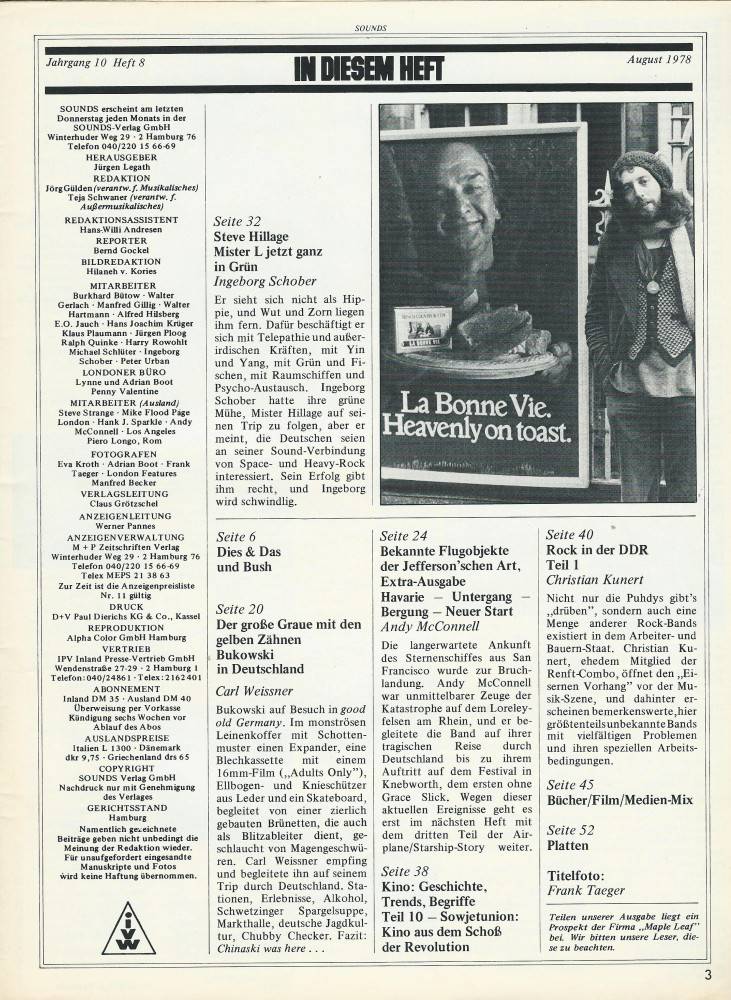 SOUNDS
Jahrgang 10 Heft 8
IN DIESEM HEFT
August 1978
SOUNDS erscheint am letzten
Donnerstag jeden Monats in der
SOUNDS-Verlag GmbH
Winterhuder Weg 29 · 2 Hamburg 76
Telefon 040/220 15 66-69
HERAUSGEBER
Jürgen Legath
REDAKTION
Jörg Gülden (verantw. f. Musikalisches)
Teja Schwaner (verantw. f.
Außermusikalisches)
REDAKTIONSASSISTENT
Hans-Willi Andresen
REPORTER
Bernd Gockel
BILDREDAKTION
Hilaneh v. Kories
MITARBEITER
Burkhard Bütow · Walter
Gerlach · Manfred Gillig · Walter
Hartmann · Alfred Hilsberg
E.O. Jauch · Hans Joachim Krüger
Klaus Plaumann · Jürgen Ploog
Ralph Quinke · Harry Rowohlt
Michael Schlüter · Ingeborg
Schober · Peter Urban
LONDONER BÜRO
Lynne und Adrian Boot
Penny Valentine
MITARBEITER (Ausland)
Steve Strange · Mike Flood Page
London · Hank J. Sparkle · Andy
McConnell · Los Angeles
Piero Longo, Rom
FOTOGRAFEN
Eva Kroth · Adrian Boot · Frank
Taeger · London Features
Manfred Becker
VERLAGSLEITUNG
Claus Grötzschel
ANZEIGENLEITUNG
Werner Pannes
ANZEIGENVERWALTUNG
M + P Zeitschriften Verlag
Winterhuder Weg 29 · 2 Hamburg 76
Telefon 040/220 15 66-69
Telex MEPS 21 38 63
Zur Zeit ist die Anzeigenpreisliste
Nr. 11 gültig
DRUCK
D+V Paul Dierichs KG & Co., Kassel
REPRODUKTION
Alpha Color GmbH Hamburg
VERTRIEB
IPV Inland Presse-Vertrieb GmbH
Wendenstraße 27-29 · 2 Hamburg 1
Telefon: 040/24861 · Telex: 2162401
ABONNEMENT
Inland DM 35 · Ausland DM 40
Überweisung per Vorkasse
Kündigung sechs Wochen vor
Ablauf des Abos
AUSLANDSPREISE
Italien L 1300 · Dänemark
dkr 9,75 · Griechenland drs 65
COPYRIGHT
SOUNDS Verlag GmbH
Nachdruck nur mit Genehmigung
des Verlages
GERICHTSSTAND
Hamburg
Namentlich gezeichnete
Beiträge geben nicht unbedingt die
Meinung der Redaktion wieder.
Für unaufgefordert eingesandte
Manuskripte und Fotos
wird keine Haftung übernommen.
iVW
Seite 32
Steve Hillage
Mister L jetzt ganz
in Grün
Ingeborg Schober
Er sieht sich nicht als Hip-
pie, und Wut und Zorn liegen
ihm fern. Dafür beschäftigt er
sich mit Telepathie und außer-
irdischen Kräften, mit Yin
und Yang, mit Grün und Fi-
schen, mit Raumschiffen und
Psycho-Austausch. Ingeborg
Schober hatte ihre grüne
Mühe, Mister Hillage auf sei-
nen Trip zu folgen, aber er
meint, die Deutschen seien
an seiner Sound-Verbindung
von Space- und Heavy-Rock
interessiert. Sein Erfolg gibt
ihm recht, und Ingeborg
wird schwindlig.
LA BONNE VIE
La Bonne Vie.
Heavenly on toast.
Seite 6
Dies & Das
und Bush
Seite 20
Der große Graue mit den
gelben Zähnen
Bukowski
in Deutschland
Carl Weissner
Bukowski auf Besuch in good
old Germany. Im monströsen
Leinenkoffer mit Schotten-
muster einen Expander, eine
Blechkassette mit einem
16mm-Film („Adults Only"),
Ellbogen- und Knieschützer
aus Leder und ein Skateboard,
begleitet von einer zierlich
gebauten Brünetten, die auch
als Blitzableiter dient, ge-
schlaucht von Magengeschwü-
ren. Carl Weissner empfing
und begleitete ihn auf seinem
Trip durch Deutschland. Sta-
tionen, Erlebnisse, Alkohol,
Schwetzinger Spargelsuppe,
Markthalle, deutsche Jagdkul-
tur, Chubby Checker. Fazit:
Chinaski was here . . .
Seite 24
Bekannte Flugobjekte
der Jefferson'schen Art,
Extra-Ausgabe
Havarie — Untergang —
Bergung — Neuer Start
Andy McConnell
Die langerwartete Ankunft
des Sternenschiffes aus San
Francisco wurde zur Bruch-
landung. Andy McConnell
war unmittelbarer Zeuge der
Katastrophe auf dem Loreley-
felsen am Rhein, und er be-
gleitete die Band auf ihrer
tragischen Reise durch
Deutschland bis zu ihrem
Auftritt auf dem Festival in
Knebworth, dem ersten ohne
Grace Slick. Wegen dieser
aktuellen Ereignisse geht es
erst im nächsten Heft mit
dem dritten Teil der Air-
plane/Starship-Story weiter.
Seite 38
Kino: Geschichte,
Trends, Begriffe
Teil 10 — Sowjetunion:
Kino aus dem Schoß
der Revolution
Seite 40
Rock in der DDR
Teil 1
Christian Kunert
Nicht nur die Puhdys gibt's
„drüben", sondern auch eine
Menge anderer Rock-Bands
existiert in dem Arbeiter- und
Bauern-Staat. Christian Ku-
nert, ehedem Mitglied der
Renft-Combo, öffnet den „Ei-
sernen Vorhang" vor der Mu-
sik-Szene, und dahinter er-
scheinen bemerkenswerte, hier
größtenteils unbekannte Bands
mit vielfältigen Problemen
und ihren speziellen Arbeits-
bedingungen.
Seite 45
Bücher/Film/Medien-Mix
Seite 52
Platten
Titelfoto:
Frank Taeger
Teilen unserer Ausgabe liegt ein
Prospekt der Firma „Maple Leaf"
bei. Wir bitten unsere Leser, die-
se zu beachten.
3